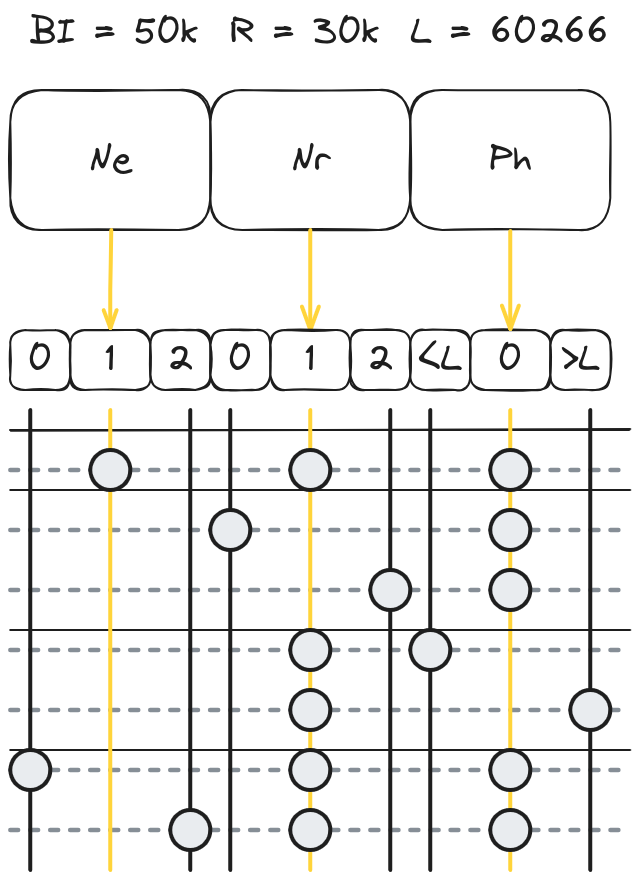 BI = 50k R = 30k L = 60266
Ne Nr Ph
0 1 2 0 1 2 <L 0 >L